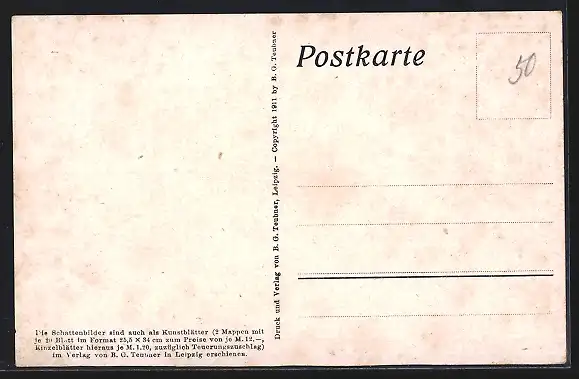 Postkarte
50
Druck und Verlag von B. G. Teubner, Leipzig. — Copyright 1911 by B. G. Teubner
Die Schattenbilder sind auch als Kunstblätter (2 Mappen mit
je 10 Blatt im Format 25,5 × 34 cm zum Preise von je M. 12.—,
Einzelblätter hieraus je M. 1.20, zuzüglich Teuerungszuschlag)
im Verlag von B. G. Teubner in Leipzig erschienen.